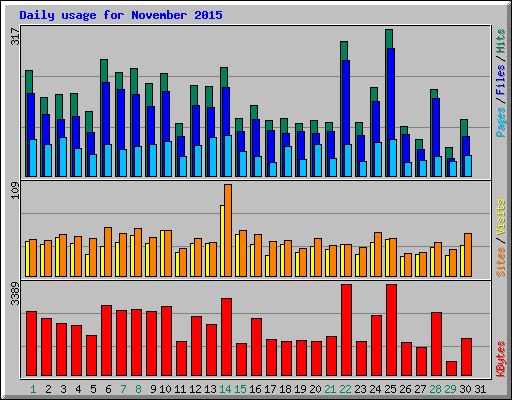 Daily usage for November 2015
317
Pages / Files / Hits
109
Sites / Visits
3389
KBytes
1 2 3 4 5 6 7 8 9 10 11 12 13 14 15 16 17 18 19 20 21 22 23 24 25 26 27 28 29 30 31